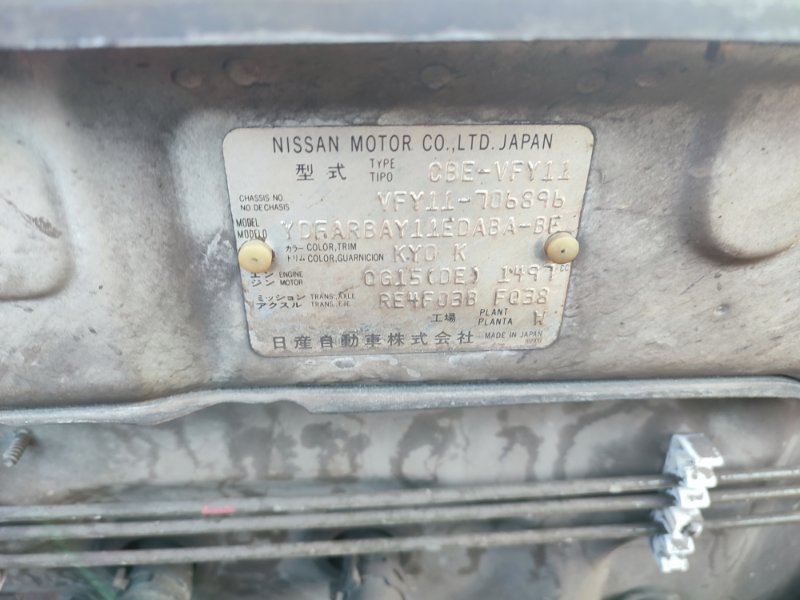 NISSAN MOTOR CO.,LTD. JAPAN
型式 TYPE TIPO CBE-VFY11
CHASSIS NO. NO. DE CHASIS VFY11-706896
MODEL MODELO
カラー COLOR, TRIM トリム COLOR, GUARNICION KY0 K
エンジン ENGINE MOTOR QG15(DE) 1497 CC
ミッション アクスル TRANS., AXLE TRANS., EJE RE4F03B FQ38
工場 PLANT PLANTA H
日産自動車株式会社 MADE IN JAPAN